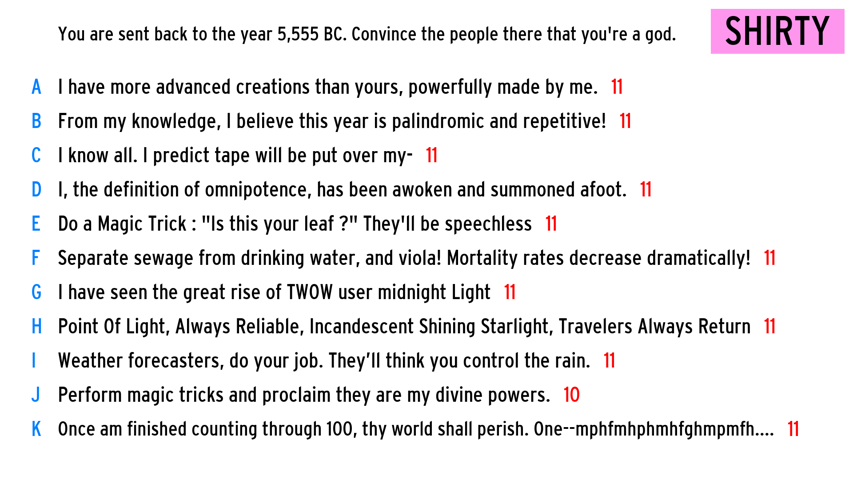 You are sent back to the year 5,555 BC. Convince the people there that you're a god.
SHIRTY
A I have more advanced creations than yours, powerfully made by me. 11
B From my knowledge, I believe this year is palindromic and repetitive! 11
C I know all. I predict tape will be put over my- 11
D I, the definition of omnipotence, has been awoken and summoned afoot. 11
E Do a Magic Trick : "Is this your leaf ?" They'll be speechless 11
F Separate sewage from drinking water, and viola! Mortality rates decrease dramatically! 11
G I have seen the great rise of TWOW user midnight Light 11
H Point Of Light, Always Reliable, Incandescent Shining Starlight, Travelers Always Return 11
I Weather forecasters, do your job. They’ll think you control the rain. 11
J Perform magic tricks and proclaim they are my divine powers. 10
K Once am finished counting through 100, thy world shall perish. One--mphfmhphmhfghmpmfh.... 11